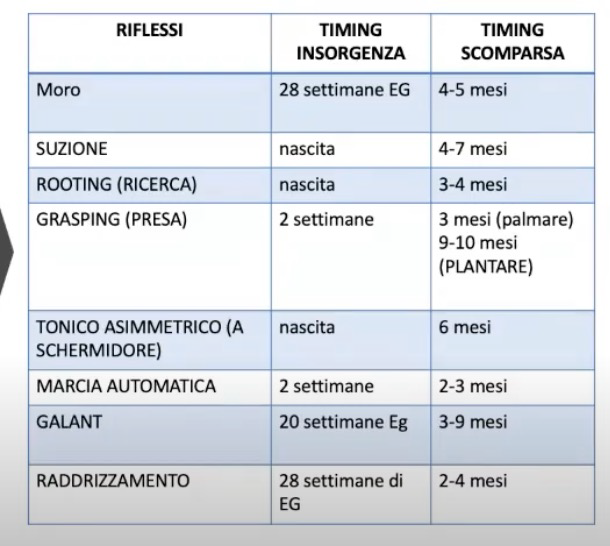 RIFLESSI TIMING INSORGENZA TIMING SCOMPARSA
Moro 28 settimane EG 4-5 mesi
SUZIONE nascita 4-7 mesi
ROOTING (RICERCA) nascita 3-4 mesi
GRASPING (PRESA) 2 settimane 3 mesi (palmare)
9-10 mesi
(PLANTARE)
TONICO ASIMMETRICO (A SCHERMIDORE) nascita 6 mesi
MARCIA AUTOMATICA 2 settimane 2-3 mesi
GALANT 20 settimane Eg 3-9 mesi
RADDRIZZAMENTO 28 settimane di EG 2-4 mesi